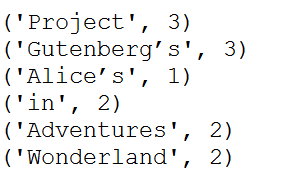 ('Project', 3)
('Gutenberg’s', 3)
('Alice’s', 1)
('in', 2)
('Adventures', 2)
('Wonderland', 2)